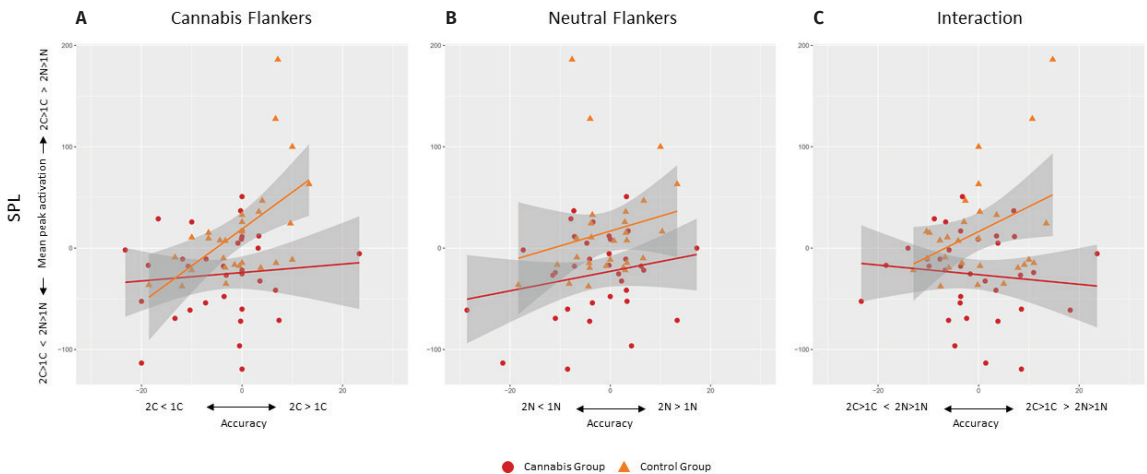 A Cannabis Flankers
B Neutral Flankers
C Interaction
SPL
2C>1C < 2N>1N Mean peak activation 2C>1C > 2N>1N
200
100
0
−100
−20 0 20
2C < 1C 2C > 1C
Accuracy
200
100
0
−100
−20 0 20
2N < 1N 2N > 1N
Accuracy
200
100
0
−100
−20 0 20
2C>1C < 2N>1N 2C>1C > 2N>1N
Accuracy
Cannabis Group Control Group